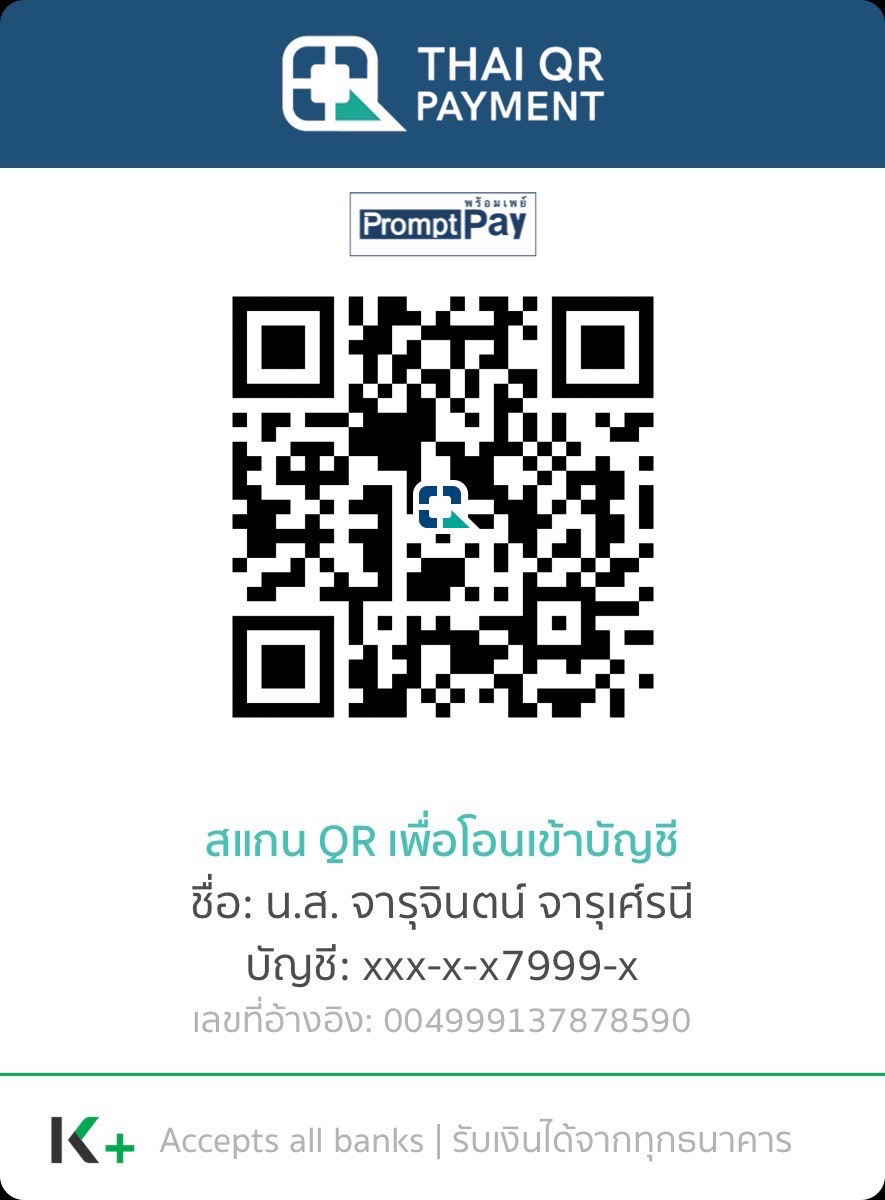 THAI QR
PAYMENT
พร้อมเพย์
PromptPay
สแกน QR เพื่อโอนเข้าบัญชี
ชื่อ: น.ส. จารุจินตน์ จารุเศ์รนี
บัญชี: xxx-x-x7999-x
เลขที่อ้างอิง: 004999137878590
K+ Accepts all banks | รับเงินได้จากทุกธนาคาร